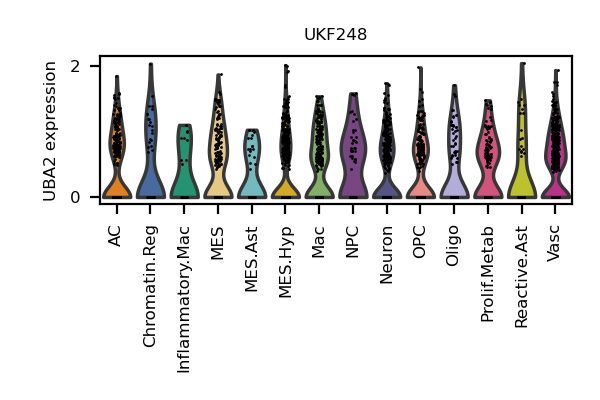 UKF248
UBA2 expression
2
0
AC
Chromatin.Reg
Inflammatory.Mac
MES
MES.Ast
MES.Hyp
Mac
NPC
Neuron
OPC
Oligo
Prolif.Metab
Reactive.Ast
Vasc